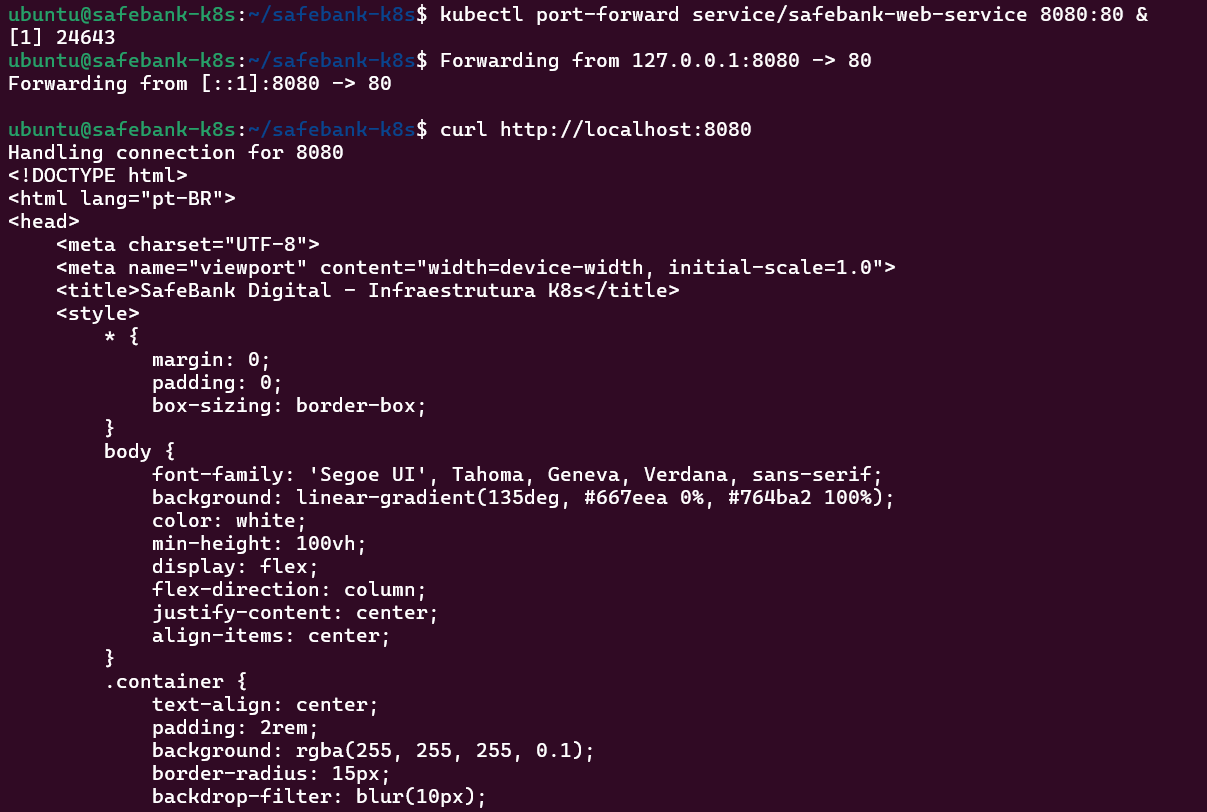 ubuntu@safebank-k8s:~/safebank-k8s$ kubectl port-forward service/safebank-web-service 8080:80 &
[1] 24643
ubuntu@safebank-k8s:~/safebank-k8s$ Forwarding from 127.0.0.1:8080 -> 80
Forwarding from [::1]:8080 -> 80

ubuntu@safebank-k8s:~/safebank-k8s$ curl http://localhost:8080
Handling connection for 8080
<!DOCTYPE html>
<html lang="pt-BR">
<head>
    <meta charset="UTF-8">
    <meta name="viewport" content="width=device-width, initial-scale=1.0">
    <title>SafeBank Digital - Infraestrutura K8s</title>
    <style>
        * {
            margin: 0;
            padding: 0;
            box-sizing: border-box;
        }
        body {
            font-family: 'Segoe UI', Tahoma, Geneva, Verdana, sans-serif;
            background: linear-gradient(135deg, #667eea 0%, #764ba2 100%);
            color: white;
            min-height: 100vh;
            display: flex;
            flex-direction: column;
            justify-content: center;
            align-items: center;
        }
        .container {
            text-align: center;
            padding: 2rem;
            background: rgba(255, 255, 255, 0.1);
            border-radius: 15px;
            backdrop-filter: blur(10px);